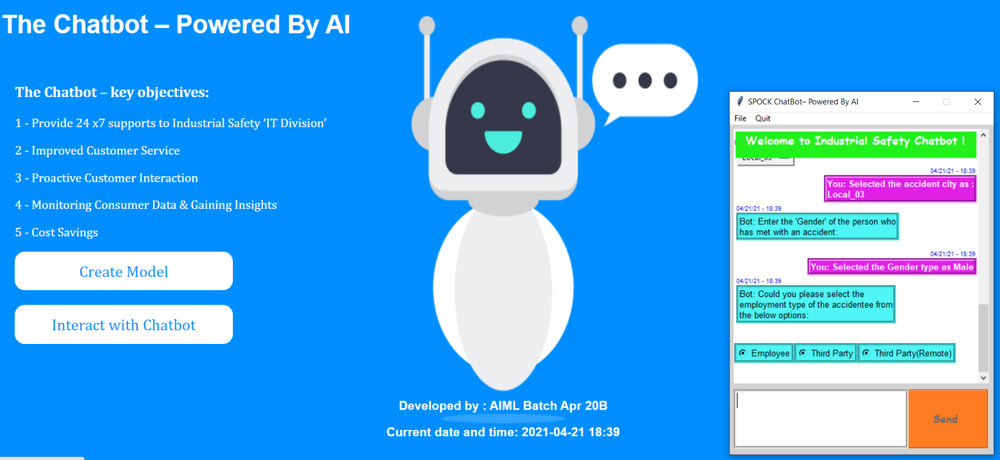 The Chatbot – Powered By AI
The Chatbot – key objectives:
1 - Provide 24 x7 supports to Industrial Safety ‘IT Division’
2 - Improved Customer Service
3 - Proactive Customer Interaction
4 - Monitoring Consumer Data & Gaining Insights
5 - Cost Savings
Create Model
Interact with Chatbot
Developed by : AIML Batch Apr 20B
Current date and time: 2021-04-21 18:39
SPOCK ChatBot– Powered By AI
File Quit
Welcome to Industrial Safety Chatbot !
Local_03
04/21/21 - 18:39
You: Selected the accident city as :
Local_03
04/21/21 - 18:39
Bot: Enter the 'Gender' of the person who
has met with an accident:
04/21/21 - 18:39
You: Selected the Gender type as Male
04/21/21 - 18:39
Bot: Could you please select the
employment type of the accidentee from
the below options:
Employee Third Party Third Party(Remote)
Send